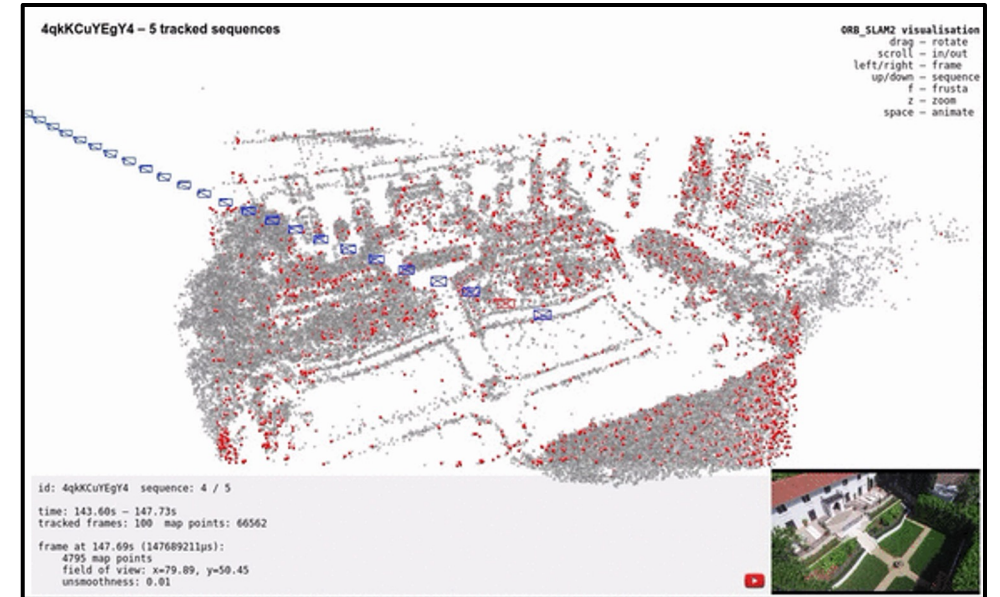 4qkKCuYEgY4 – 5 tracked sequences
ORB_SLAM2 visualisation
drag – rotate
scroll – in/out
left/right – frame
up/down – sequence
f – frusta
z – zoom
space – animate
id: 4qkKCuYEgY4 sequence: 4 / 5
time: 143.60s – 147.73s
tracked frames: 100 map points: 66562
frame at 147.69s (147689211µs):
4795 map points
field of view: x=79.89, y=50.45
unsmoothness: 0.01